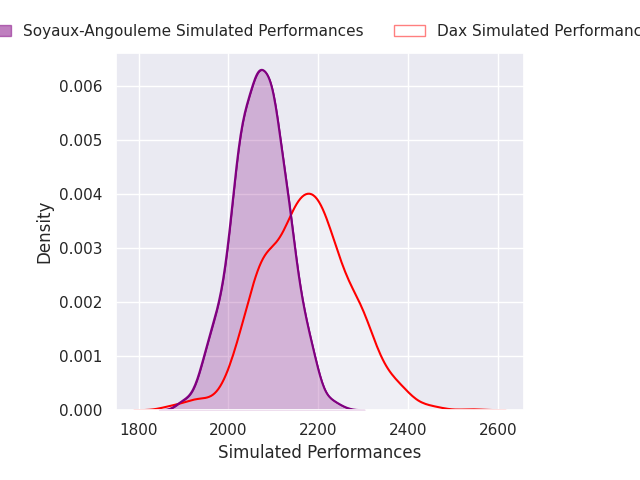 Soyaux-Angouleme Simulated Performances
Dax Simulated
0.006
0.005
0.004
0.003
0.002
0.001
0.000
Density
1800 2000 2200 2400 2600
Simulated Performances